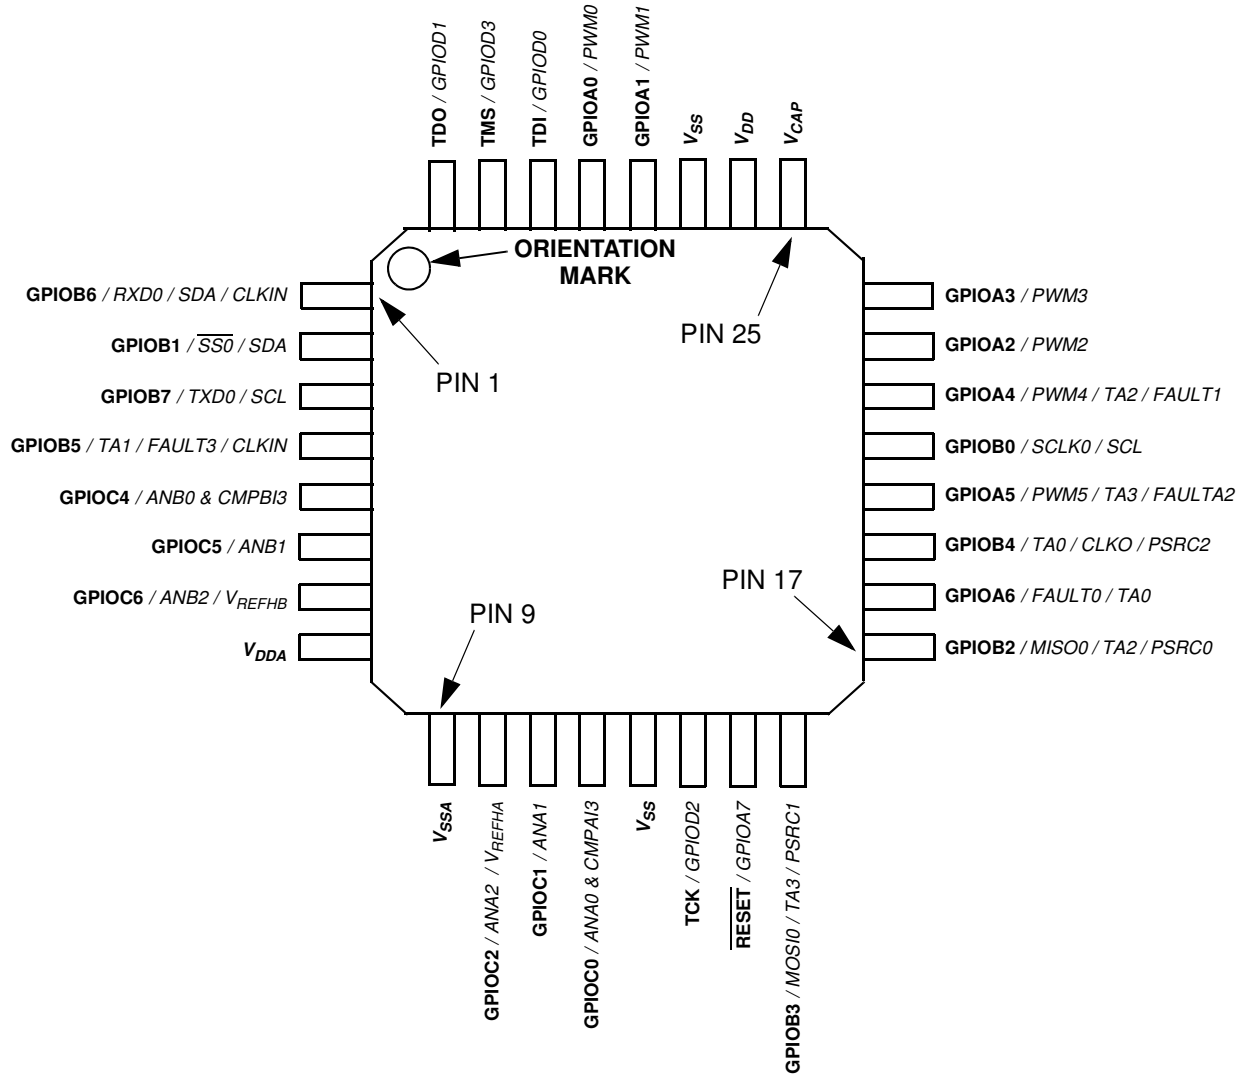 TDO / GPIOD1
TMS / GPIOD3
TDI / GPIOD0
GPIOA0 / PWM0
GPIOA1 / PWM1
VSS
VDD
VCAP
ORIENTATION
MARK
PIN 25
PIN 1
GPIOB6 / RXD0 / SDA / CLKIN
GPIOB1 / SS0 / SDA
GPIOB7 / TXD0 / SCL
GPIOB5 / TA1 / FAULT3 / CLKIN
GPIOC4 / ANB0 & CMPBI3
GPIOC5 / ANB1
GPIOC6 / ANB2 / VREFHB
VDDA
GPIOA3 / PWM3
GPIOA2 / PWM2
GPIOA4 / PWM4 / TA2 / FAULT1
GPIOB0 / SCLK0 / SCL
GPIOA5 / PWM5 / TA3 / FAULTA2
GPIOB4 / TA0 / CLKO / PSRC2
GPIOA6 / FAULT0 / TA0
GPIOB2 / MISO0 / TA2 / PSRC0
PIN 17
PIN 9
VSSA
GPIOC2 / ANA2 / VREFHA
GPIOC1 / ANA1
GPIOC0 / ANA0 & CMPAI3
VSS
TCK / GPIOD2
RESET / GPIOA7
GPIOB3 / MOSI0 / TA3 / PSRC1